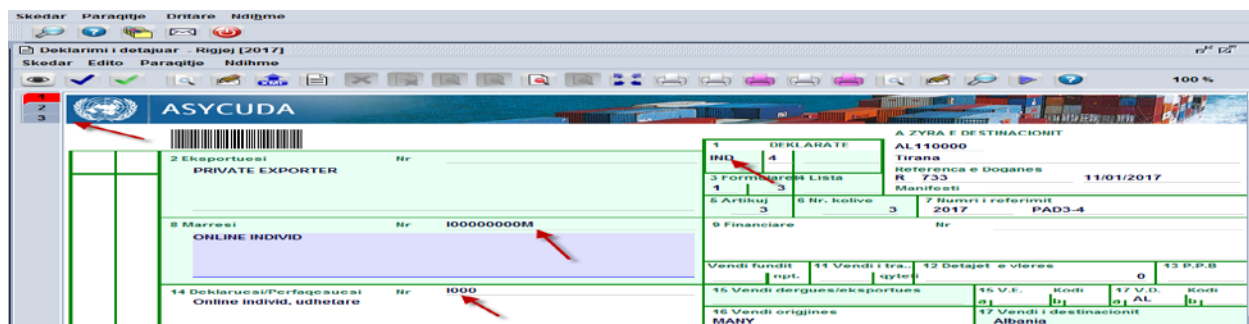 Skedar Paraqitje Dritare Ndihme
Deklarimi i detajuar - Rigjej [2017]
Skedar Edito Paraqitje Ndihme
XML
100 %
1
2
3
ASYCUDA
A ZYRA E DESTINACIONIT
1 DEKLARATE AL110000
2 Eksportuesi Nr IND 4 Tirana
PRIVATE EXPORTER Referenca e Doganes
3 Formulare 4 Lista R 733 11/01/2017
1 3 Manifesti
5 Artikuj 6 Nr. kolive 7 Numri i referimit
3 3 2017 PAD3-4
8 Marresi Nr I00000000M 9 Financiare Nr
ONLINE INDIVID
Vendi fundit 11 Vendi i tra.. 12 Detajet e vleres 13 P.P.B
npt. qyteti 0
14 Deklaruesi/Perfaqesuesi Nr I000 15 Vendi dergues/eksportues 15 V.E. Kodi 17 V.D. Kodi
Online individ, udhetare a b a AL b
16 Vendi origjines 17 Vendi i destinacionit
MANY Albania